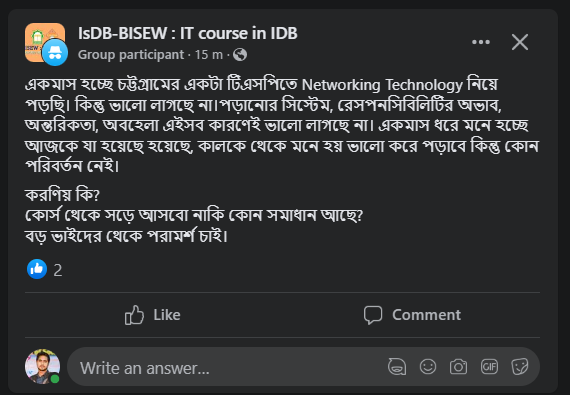 IsDB-BISEW : IT course in IDB
Group participant · 15 m ·
একমাস হচ্ছে চট্টগ্রামের একটা টিএসপিতে Networking Technology নিয়ে
পড়ছি। কিন্তু ভালো লাগছে না।পড়ানোর সিস্টেম, রেসপনসিবিলিটির অভাব,
অন্তরিকতা, অবহেলা এইসব কারণেই ভালো লাগছে না। একমাস ধরে মনে হচ্ছে
আজকে যা হয়েছে হয়েছে, কালকে থেকে মনে হয় ভালো করে পড়াবে কিন্তু কোন
পরিবর্তন নেই।
করণিয় কি?
কোর্স থেকে সড়ে আসবো নাকি কোন সমাধান আছে?
বড় ভাইদের থেকে পরামর্শ চাই।
2
Like
Comment
Write an answer...
GIF